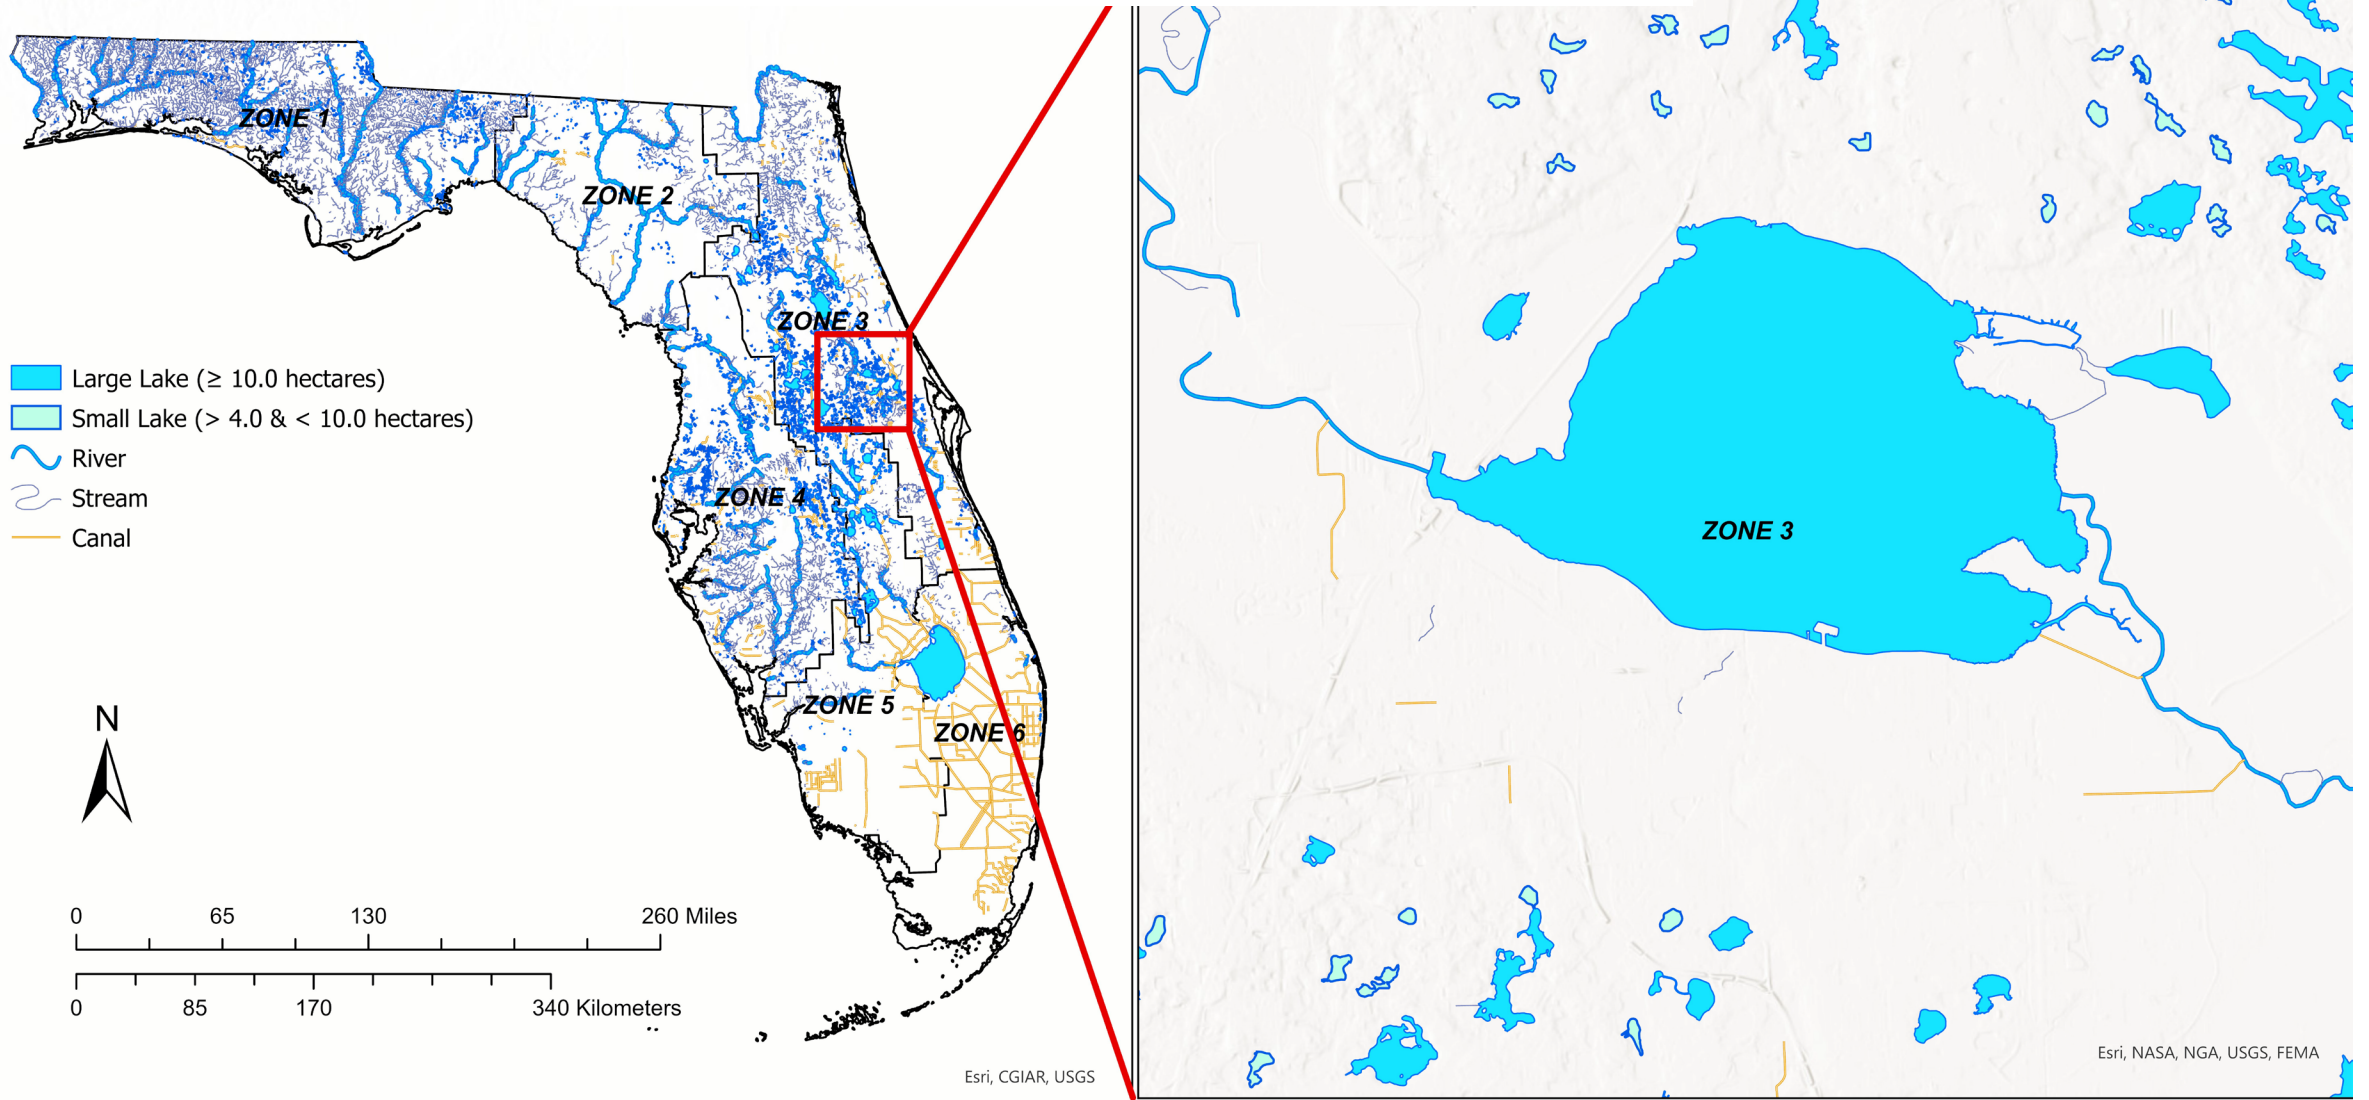 ZONE 1
ZONE 2
ZONE 3
Large Lake (≥ 10.0 hectares)
Small Lake (> 4.0 & < 10.0 hectares)
River
Stream
Canal
ZONE 4
ZONE 5
ZONE 6
N
0 65 130 260 Miles
0 85 170 340 Kilometers
Esri, CGIAR, USGS
ZONE 3
Esri, NASA, NGA, USGS, FEMA